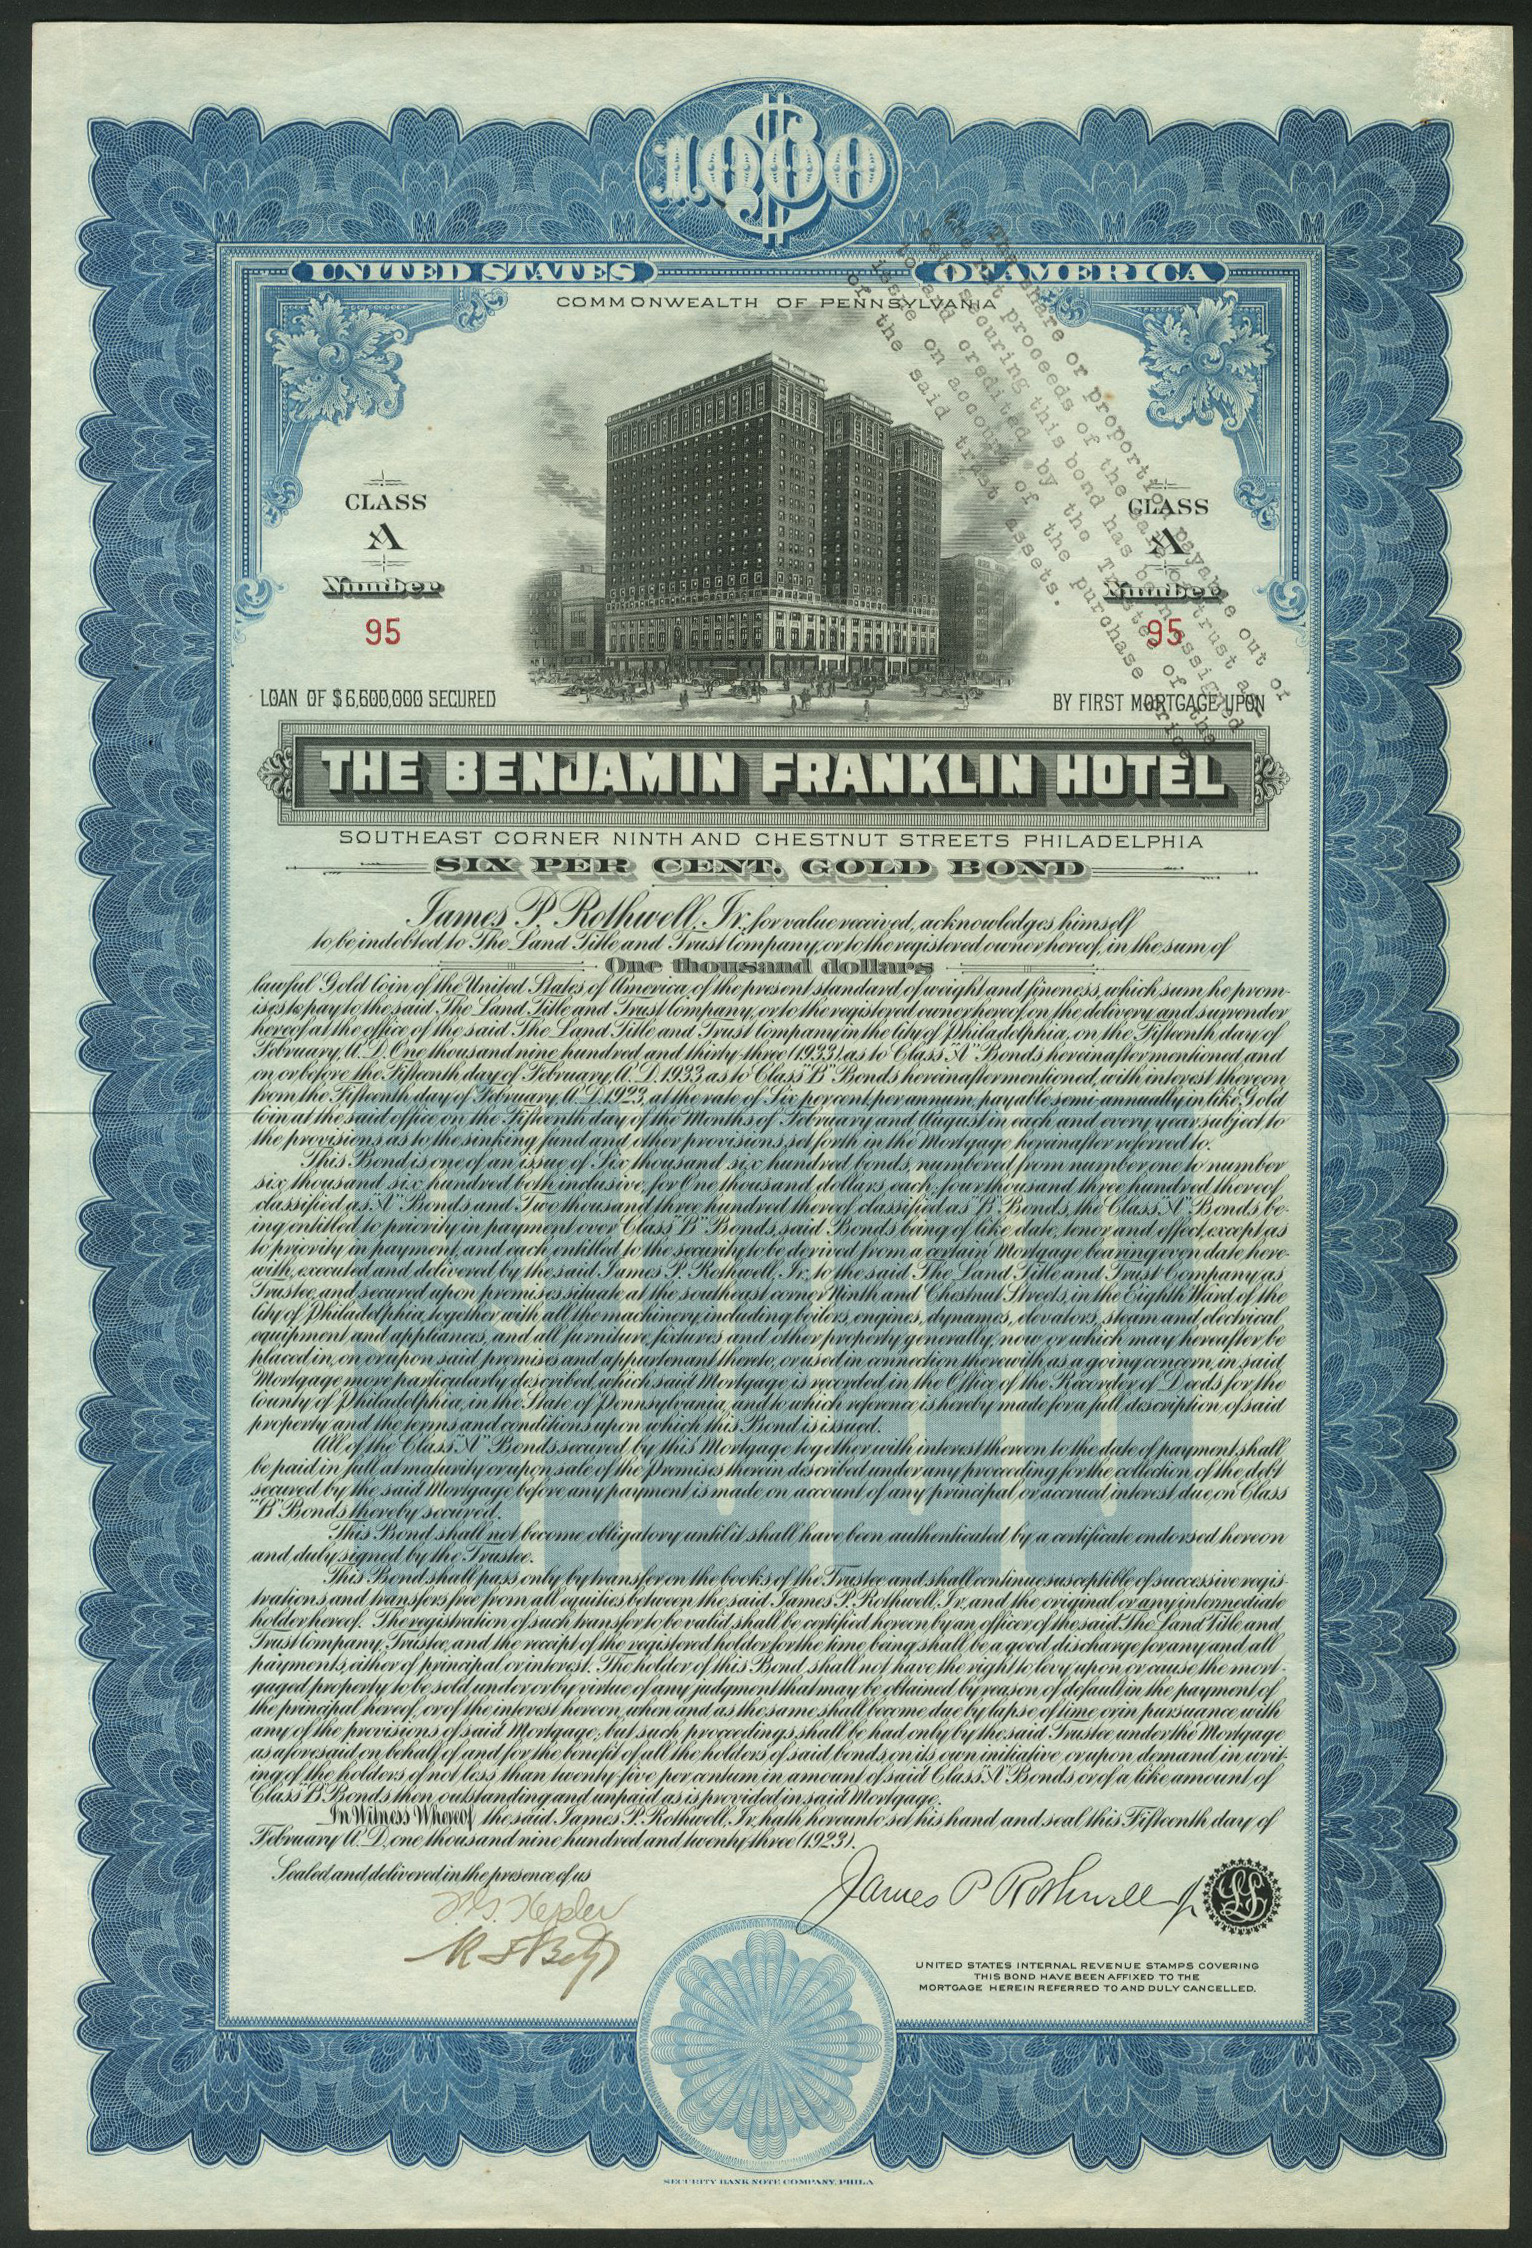 $1000
UNITED STATES OF AMERICA
COMMONWEALTH OF PENNSYLVANIA
This share or proportion payable out of
the net proceeds of the sale of trust as-
sets securing this bond has been assigned
to and credited by the Trustee of the
issue on account of the purchase price
of the said trust assets.
CLASS
A
Number
95
CLASS
A
Number
95
LOAN OF $6,600,000 SECURED
BY FIRST MORTGAGE UPON
THE BENJAMIN FRANKLIN HOTEL
SOUTHEAST CORNER NINTH AND CHESTNUT STREETS PHILADELPHIA
SIX PER CENT. GOLD BOND
James P. Rothwell, Jr. for value received, acknowledges himself
to be indebted to The Land Title and Trust Company, or to the registered owner hereof, in the sum of
One thousand dollars
lawful Gold Coin of the United States of America, of the present standard of weight and fineness, which sum he prom-
ises to pay to the said The Land Title and Trust Company, or to the registered owner hereof, on the delivery and surrender
hereof at the office of the said The Land Title and Trust Company in the City of Philadelphia, on the Fifteenth day of
February, A.D. One thousand nine hundred and thirty-three (1933) as to Class "A" Bonds hereinafter mentioned and
on or before the Fifteenth day of February, A.D. 1933 as to Class "B" Bonds hereinafter mentioned, with interest thereon
from the Fifteenth day of February, A.D. 1923, at the rate of Six per cent. per annum, payable semi-annually in like Gold
Coin at the said office on the Fifteenth day of the Months of February and August in each and every year subject to
the provisions as to the sinking fund and other provisions set forth in the Mortgage hereinafter referred to.
This Bond is one of an issue of Six thousand six hundred bonds, numbered from number one to number
six thousand six hundred both inclusive, for One thousand dollars each, four thousand three hundred thereof
classified as "A" Bonds and Two thousand three hundred thereof classified as "B" Bonds, the Class "A" Bonds be-
ing entitled to priority in payment over Class "B" Bonds, said Bonds being of like date, tenor and effect, except as
to priority in payment, and each entitled to the security to be derived from a certain Mortgage bearing even date here-
with, executed and delivered by the said James P. Rothwell, Jr., to the said The Land Title and Trust Company as
Trustee, and secured upon premises situate at the southeast corner Ninth and Chestnut Streets, in the Eighth Ward of the
City of Philadelphia, together with all the machinery, including boilers, engines, dynamos, elevators, steam and electrical
equipment and appliances, and all furniture, fixtures and other property generally, now or which may hereafter be
placed in, on or upon said premises and appurtenant thereto, or used in connection therewith as a going concern, in said
Mortgage more particularly described, which said Mortgage is recorded in the Office of the Recorder of Deeds for the
County of Philadelphia, in the State of Pennsylvania, and to which reference is hereby made for a full description of said
property and the terms and conditions upon which this Bond is issued.
All of the Class "A" Bonds secured by this Mortgage together with interest thereon to the date of payment, shall
be paid in full at maturity or upon sale of the Premises therein described under any proceeding for the collection of the debt
secured by the said Mortgage before any payment is made on account of any principal or accrued interest due on Class
"B" Bonds thereby secured.
This Bond shall not become obligatory until it shall have been authenticated by a certificate endorsed hereon
and duly signed by the Trustee.
This Bond shall pass only by transfer on the books of the Trustee and shall continue susceptible of successive regis-
trations and transfers free from all equities between the said James P. Rothwell, Jr., and the original or any intermediate
holder hereof. The registration of such transfer to be valid shall be certified hereon by an officer of the said The Land Title and
Trust Company, Trustee, and the receipt of the registered holder for the time being shall be a good discharge for any and all
payments either of principal or interest. The holder of this Bond shall not have the right to levy upon or cause the mort-
gaged property to be sold under or by virtue of any judgment that may be obtained by reason of default in the payment of
the principal hereof, or of the interest hereon, when and as the same shall become due by lapse of time, or in pursuance with
any of the provisions of said Mortgage; but such proceedings shall be had only by the said Trustee under the Mortgage
as aforesaid on behalf of and for the benefit of all the holders of said bonds on its own initiative or upon demand in writ-
ing of the holders of not less than twenty-five per centum in amount of said Class "A" Bonds or of a like amount of
Class "B" Bonds then outstanding and unpaid as is provided in said Mortgage.
In Witness Whereof the said James P. Rothwell, Jr., hath hereunto set his hand and seal this Fifteenth day of
February A.D. one thousand nine hundred and twenty three (1923).
Sealed and delivered in the presence of us
James P Rothwell Jr
LS
UNITED STATES INTERNAL REVENUE STAMPS COVERING
THIS BOND HAVE BEEN AFFIXED TO THE
MORTGAGE HEREIN REFERRED TO AND DULY CANCELLED.
SECURITY BANK NOTE COMPANY, PHILA